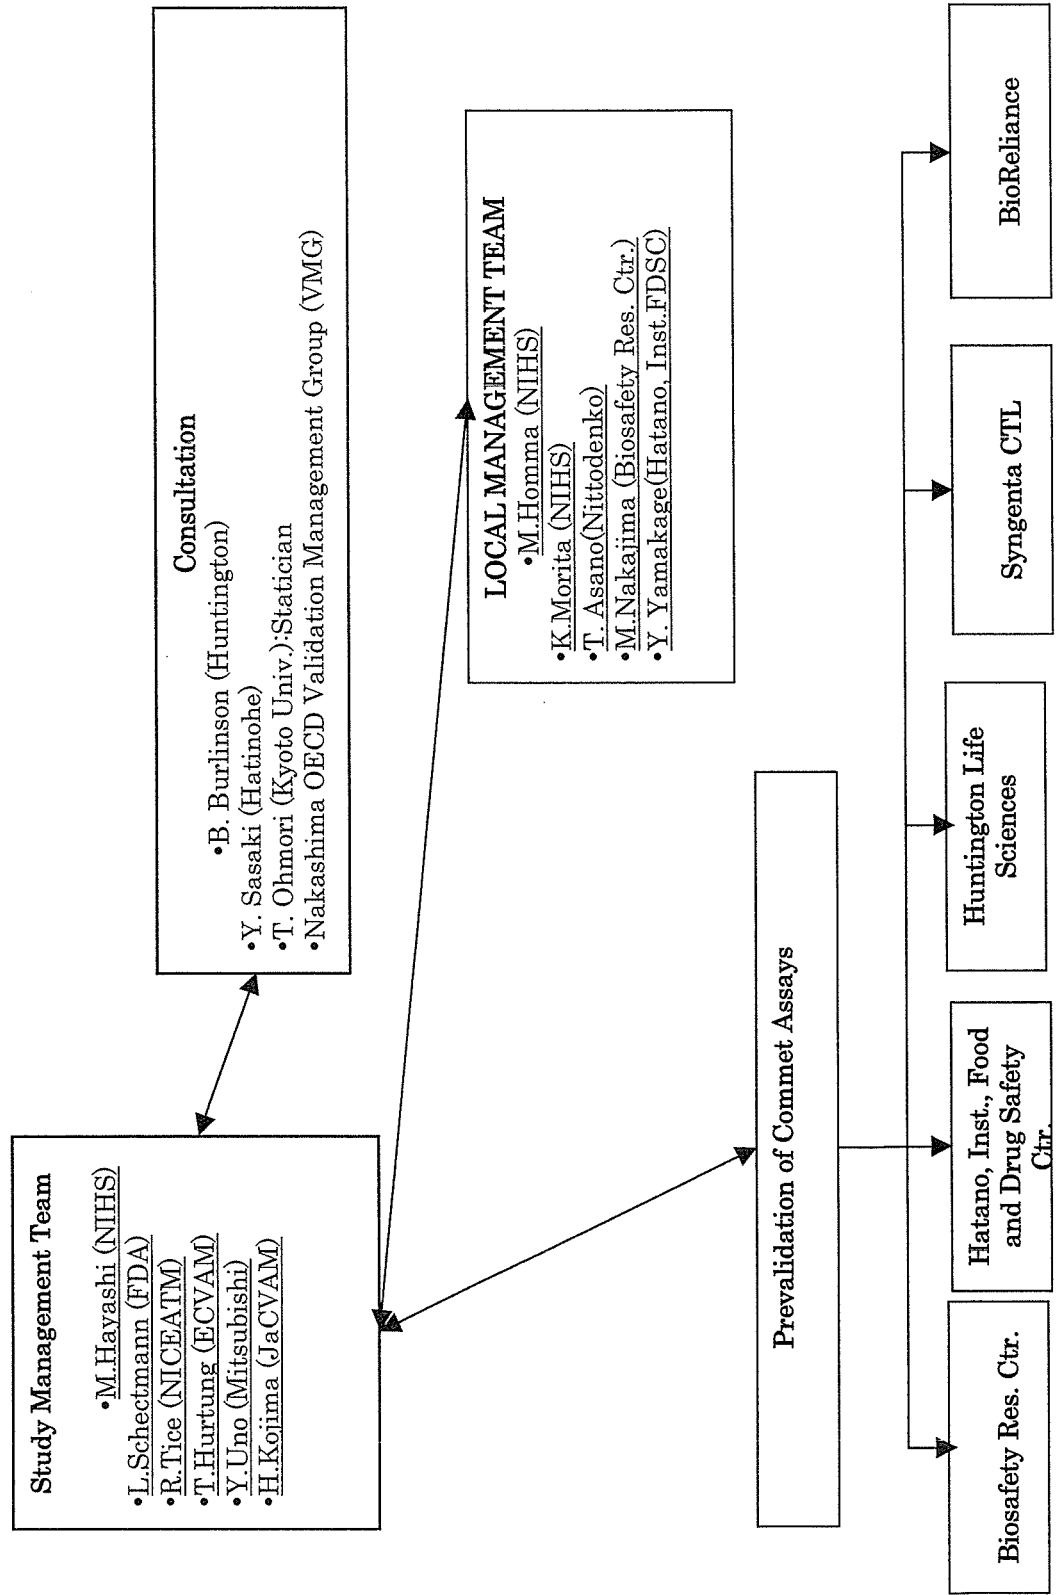 Study Management Team
•M.Hayashi (NIHS)
•L.Schectmann (FDA)
•R.Tice (NICEATM)
•T.Hurtung (ECVAM)
•Y.Uno (Mitsubishi)
•H.Kojima (JaCVAM)
Consultation
•B. Burlinson (Huntington)
•Y. Sasaki (Hatinohe)
•T. Ohmori (Kyoto Univ.):Statician
•Nakashima OECD Validation Management Group (VMG)
LOCAL MANAGEMENT TEAM
•M.Homma (NIHS)
•K.Morita (NIHS)
•T. Asano(Nittodenko)
•M.Nakajima (Biosafety Res. Ctr.)
•Y. Yamakage(Hatano, Inst.FDSC)
Prevalidation of Commet Assays
Biosafety Res. Ctr.
Hatano, Inst., Food
and Drug Safety
Ctr.
Huntington Life
Sciences
Syngenta CTL
BioReliance